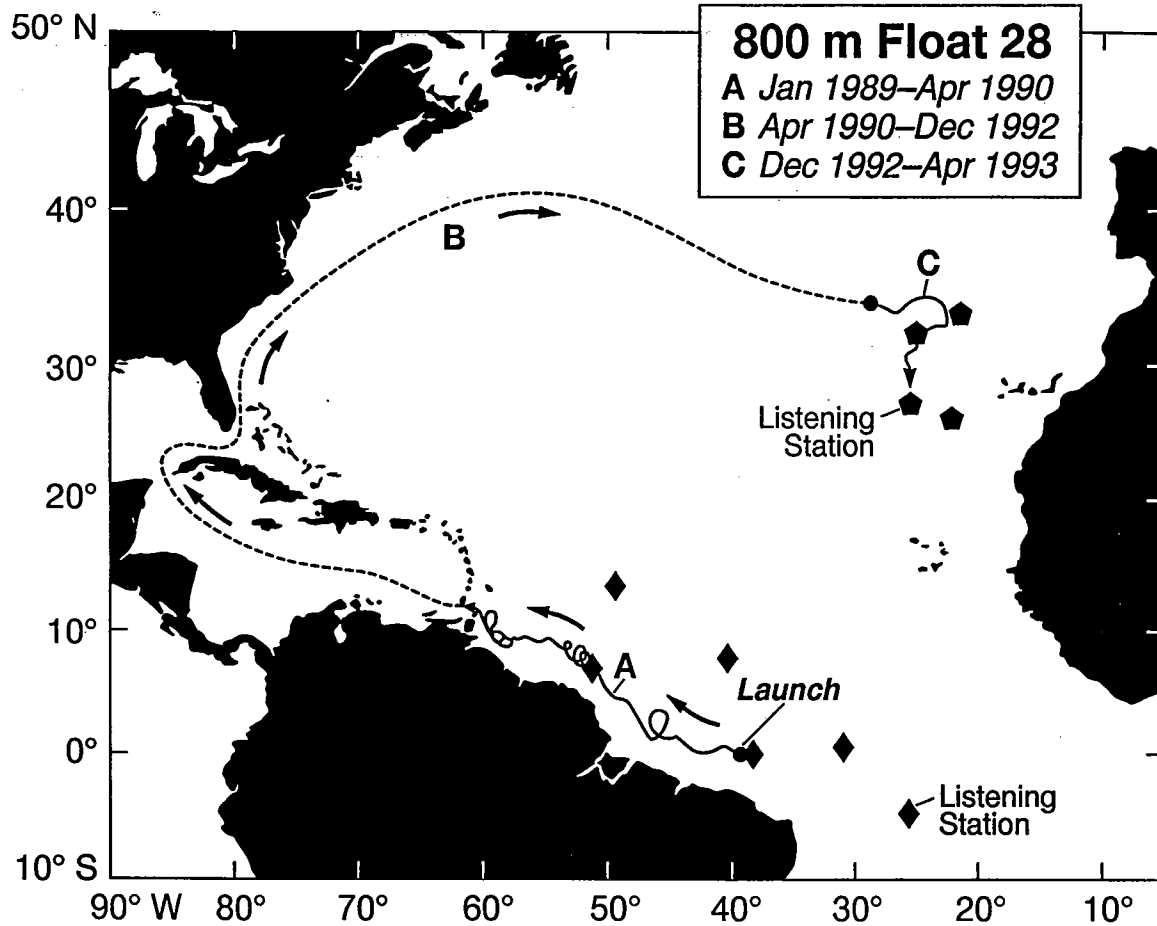 50° N
800 m Float 28
A Jan 1989–Apr 1990
B Apr 1990–Dec 1992
C Dec 1992–Apr 1993
40°
B
C
30°
Listening
Station
20°
10°
A
Launch
0°
Listening
Station
10° S
90° W 80° 70° 60° 50° 40° 30° 20° 10°